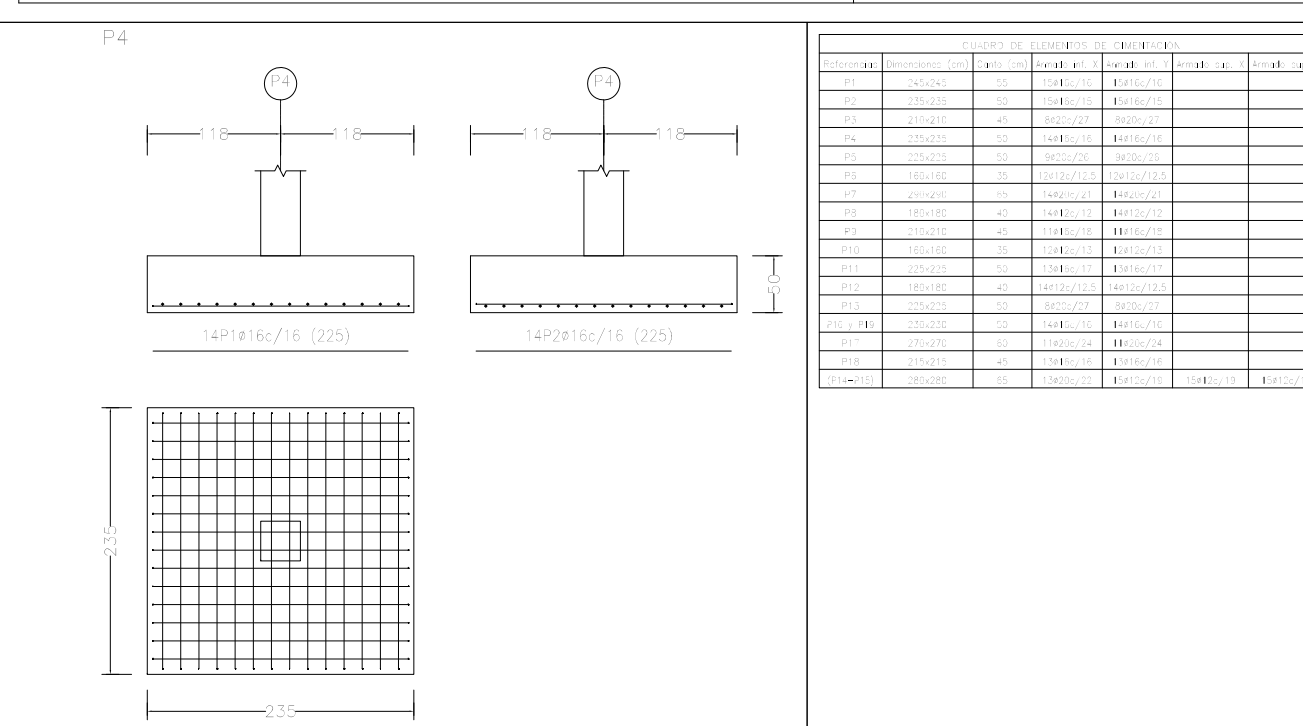 P4
P4 P4
118 118 118 118
50
14P1ø16c/16 (225) 14P2ø16c/16 (225)
235
235
CUADRO DE ELEMENTOS DE CIMENTACIÓN
Referencias Dimensiones (cm) Canto (cm) Armado inf. X Armado inf. Y Armado sup. X Armado sup
P1 245x245 55 15ø16c/16 15ø16c/16
P2 235x235 50 15ø16c/15 15ø16c/15
P3 210x210 45 8ø20c/27 8ø20c/27
P4 235x235 50 14ø16c/16 14ø16c/16
P5 225x225 50 9ø20c/26 9ø20c/26
P6 160x160 35 12ø12c/12.5 12ø12c/12.5
P7 290x290 65 14ø20c/21 14ø20c/21
P8 180x180 40 14ø12c/12 14ø12c/12
P9 210x210 45 11ø16c/18 11ø16c/18
P10 160x160 35 12ø12c/13 12ø12c/13
P11 225x225 50 13ø16c/17 13ø16c/17
P12 180x180 40 14ø12c/12.5 14ø12c/12.5
P13 225x225 50 8ø20c/27 8ø20c/27
P16 y P19 230x230 50 14ø16c/16 14ø16c/16
P17 270x270 60 11ø20c/24 11ø20c/24
P18 215x215 45 13ø16c/16 13ø16c/16
(P14-P15) 280x280 65 13ø20c/22 15ø12c/19 15ø12c/19 15ø12c/1